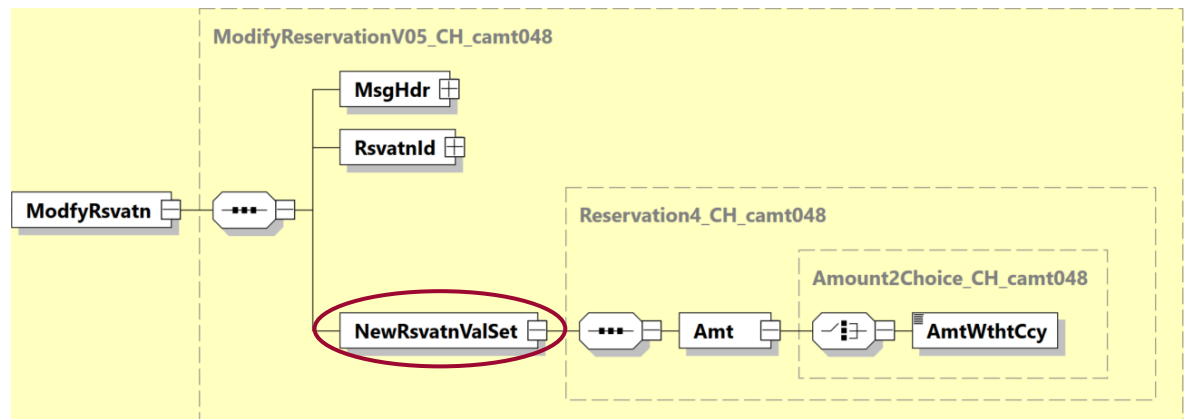 ModifyReservationV05_CH_camt048
MsgHdr
RsvatnId
ModfyRsvatn
Reservation4_CH_camt048
Amount2Choice_CH_camt048
NewRsvatnValSet
Amt
AmtWthtCcy